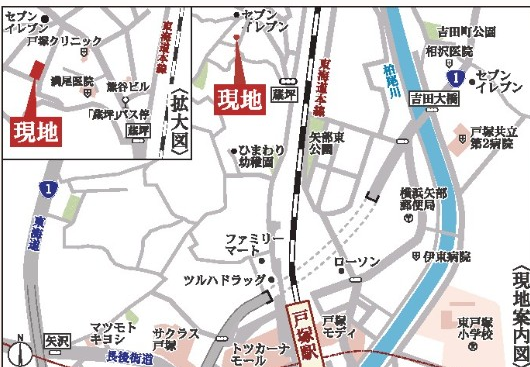 セブン
イレブン
戸塚クリニック
満尾医院
熊谷ビル
「藤坪」バス停
藤坪
現地
東海道本線
〈拡大図〉
セブン
イレブン
現地
藤坪
東海道本線
矢部東
公園
ひまわり
幼稚園
柏尾川
吉田町公園
相沢医院
1
セブン
イレブン
吉田大橋
戸塚共立
第2病院
横浜矢部
郵便局
伊東病院
1
東海道
ファミリー
マート
ツルハドラッグ
ローソン
戸塚駅
戸塚
モディ
トツカーナ
モール
サクラス
戸塚
マツモト
キヨシ
矢沢
長後街道
東戸塚
小学校
〈現地案内図〉
N